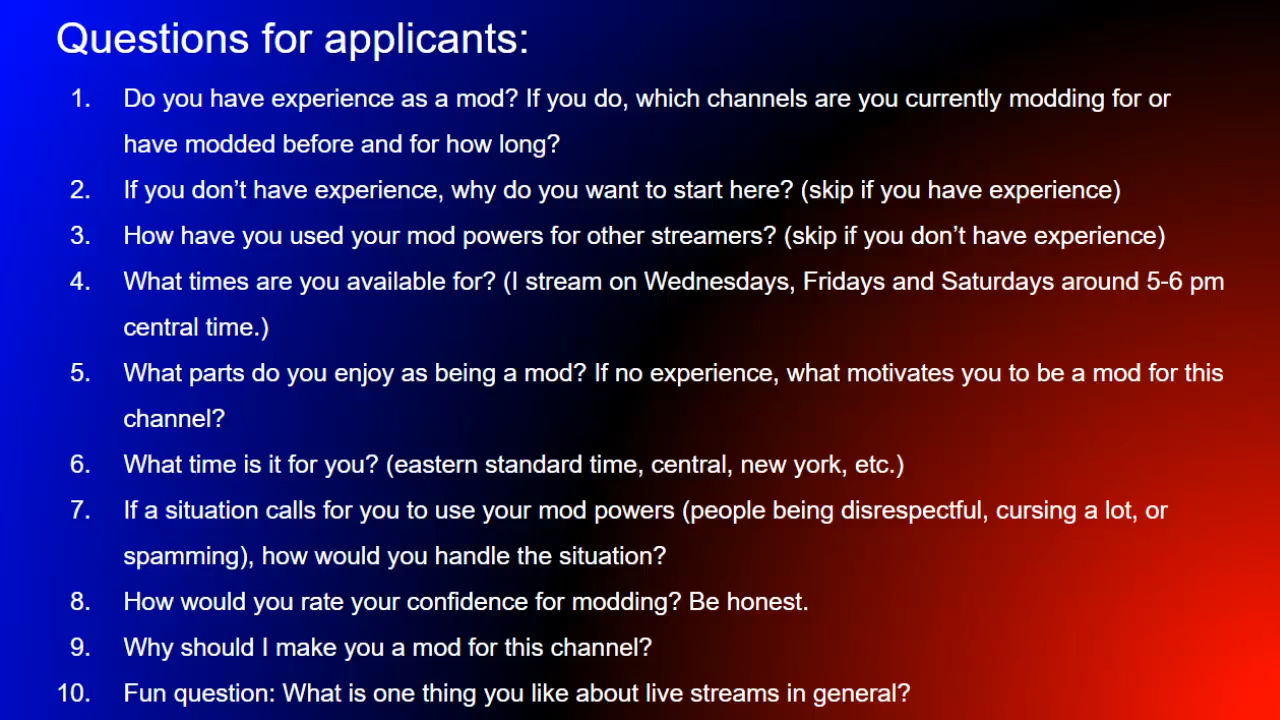 Questions for applicants:
1. Do you have experience as a mod? If you do, which channels are you currently modding for or
have modded before and for how long?
2. If you don’t have experience, why do you want to start here? (skip if you have experience)
3. How have you used your mod powers for other streamers? (skip if you don’t have experience)
4. What times are you available for? (I stream on Wednesdays, Fridays and Saturdays around 5-6 pm
central time.)
5. What parts do you enjoy as being a mod? If no experience, what motivates you to be a mod for this
channel?
6. What time is it for you? (eastern standard time, central, new york, etc.)
7. If a situation calls for you to use your mod powers (people being disrespectful, cursing a lot, or
spamming), how would you handle the situation?
8. How would you rate your confidence for modding? Be honest.
9. Why should I make you a mod for this channel?
10. Fun question: What is one thing you like about live streams in general?